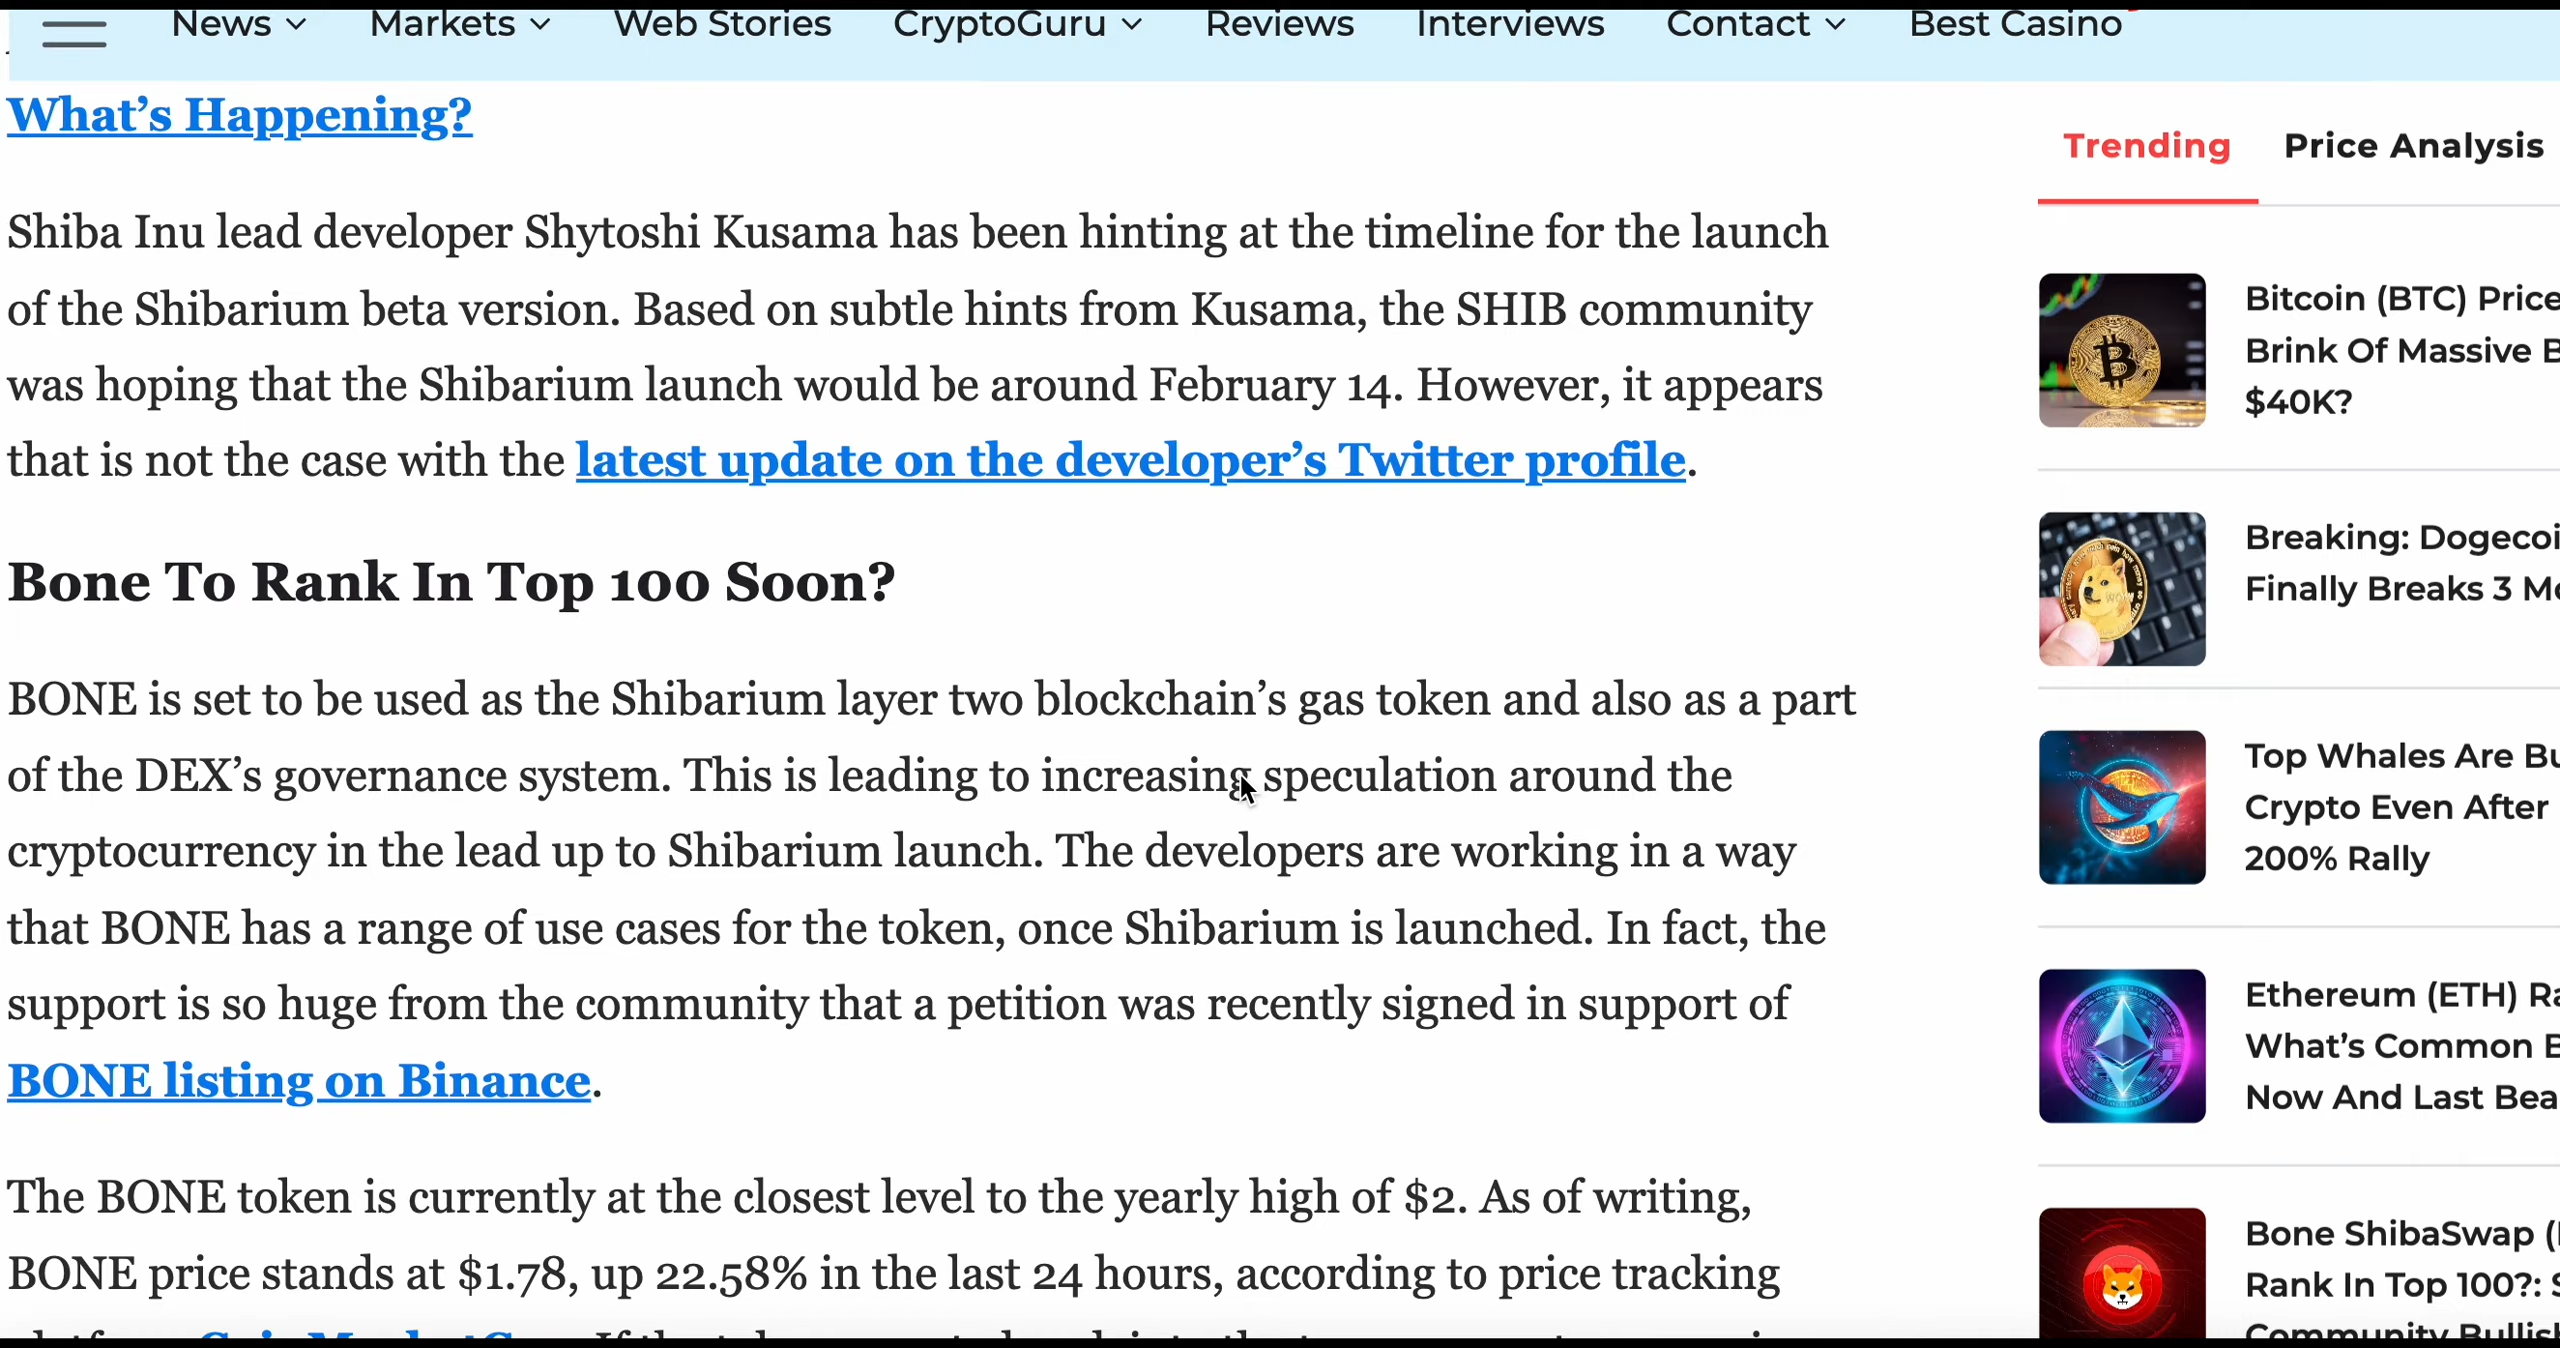 News
Markets
Web Stories
CryptoGuru
Reviews
Interviews
Contact
Best Casino
What's Happening?
Shiba Inu lead developer Shytoshi Kusama has been hinting at the timeline for the launch
of the Shibarium beta version. Based on subtle hints from Kusama, the SHIB community
was hoping that the Shibarium launch would be around February 14. However, it appears
that is not the case with the latest update on the developer's Twitter profile.
Bone To Rank In Top 100 Soon?
BONE is set to be used as the Shibarium layer two blockchain's gas token and also as a part
of the DEX's governance system. This is leading to increasing speculation around the
cryptocurrency in the lead up to Shibarium launch. The developers are working in a way
that BONE has a range of use cases for the token, once Shibarium is launched. In fact, the
support is so huge from the community that a petition was recently signed in support of
BONE listing on Binance.
The BONE token is currently at the closest level to the yearly high of $2. As of writing,
BONE price stands at $1.78, up 22.58% in the last 24 hours, according to price tracking
Trending
Price Analysis
Bitcoin (BTC) Price
Brink Of Massive B
$40K?
Breaking: Dogecoi
Finally Breaks 3 M
Top Whales Are Bu
Crypto Even After
200% Rally
Ethereum (ETH) Ra
What's Common B
Now And Last Bea
Bone ShibaSwap (
Rank In Top 100?: S
Community Bullish